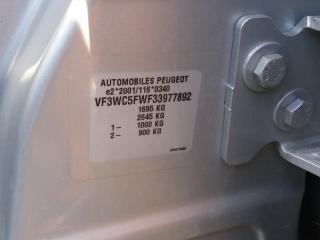 AUTOMOBILES PEUGEOT
e2*2001/116*0340
VF3WC5FWF33977892
1695 KG
2645 KG
1- 1000 KG
2- 900 KG